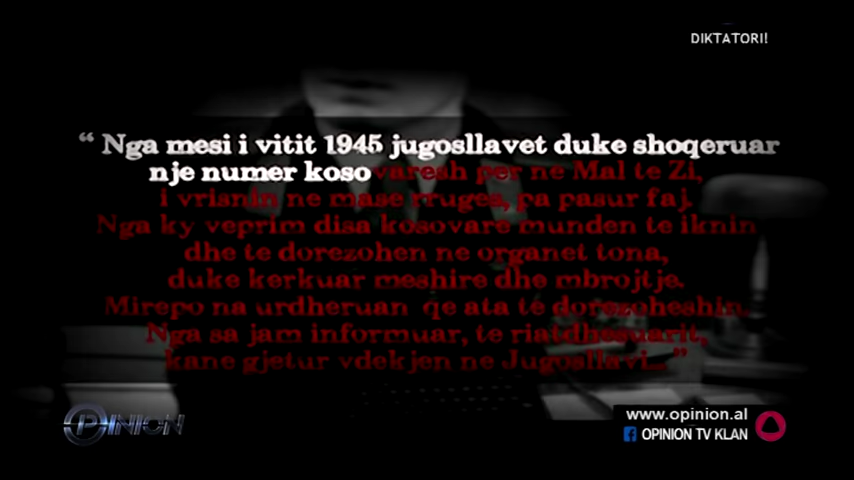 DIKTATORI!
“ Nga mesi i vitit 1945 jugosllavet duke shoqeruar
nje numer kosovaresh per ne Mal te Zi,
i vrisnin ne mase rruges, pa pasur faj.
Nga ky veprim disa kosovare munden te iknin
dhe te dorezohen ne organet tona,
duke kerkuar meshire dhe mbrojtje.
Mirepo na urdheruan qe ata te dorezoheshin.
Nga sa jam informuar, te riatdhesuarit,
kane gjetur vdekjen ne Jugosllavi...”
OPINION
www.opinion.al
OPINION TV KLAN